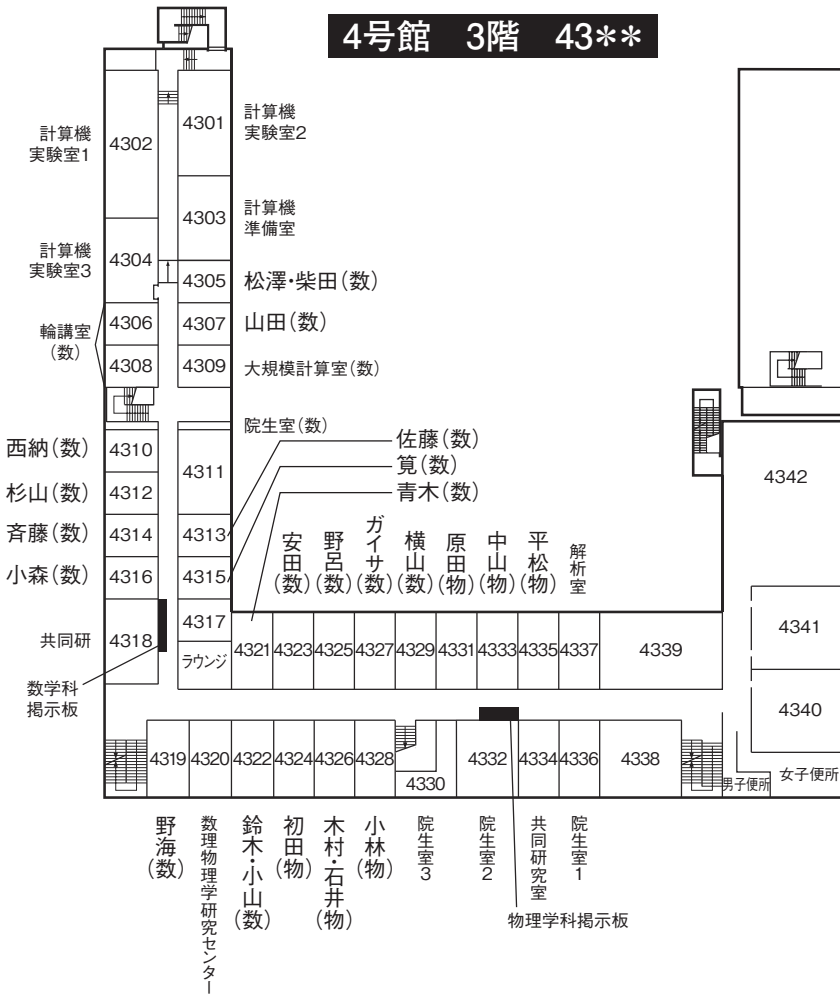 4号館 3階 43**
4301
計算機
実験室2
計算機
実験室1
4302
4303
計算機
準備室
計算機
実験室3
4304
4305
松澤・柴田(数)
輪講室
(数)
4306
4307
山田(数)
4308
4309
大規模計算室(数)
院生室(数)
西納(数)
4310
4311
佐藤(数)
筧(数)
青木(数)
杉山(数)
4312
斉藤(数)
4314
4313
小森(数)
4316
4315
安田(数)
野呂(数)
ガイサ(数)
横山(数)
原田(物)
中山(物)
平松(物)
解析室
4342
共同研
4318
4317
ラウンジ
4321
4323
4325
4327
4329
4331
4333
4335
4337
4339
4341
4340
数学科
掲示板
4319
4320
4322
4324
4326
4328
4330
4332
4334
4336
4338
男子便所
女子便所
野海(数)
数理物理学研究センター
鈴木・小山(数)
初田(物)
木村・石井(物)
小林(物)
院生室3
院生室2
共同研究室
院生室1
物理学科掲示板